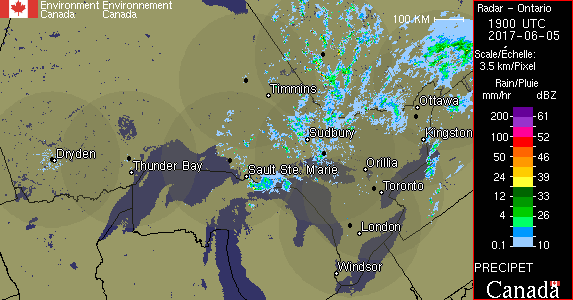 Environment Environnement
Canada Canada
100 KM
Timmins
Ottawa
Sudbury
Kingston
Dryden
Thunder Bay
Sault Ste. Marie
Orillia
Toronto
London
Windsor
Radar - Ontario
1900 UTC
2017-06-05
Scale/Échelle:
3.5 km/Pixel
Rain/Pluie
mm/hr dBZ
200 61
100 52
50 46
24 39
12 33
4 26
0.1 10
PRECIPET
Canada